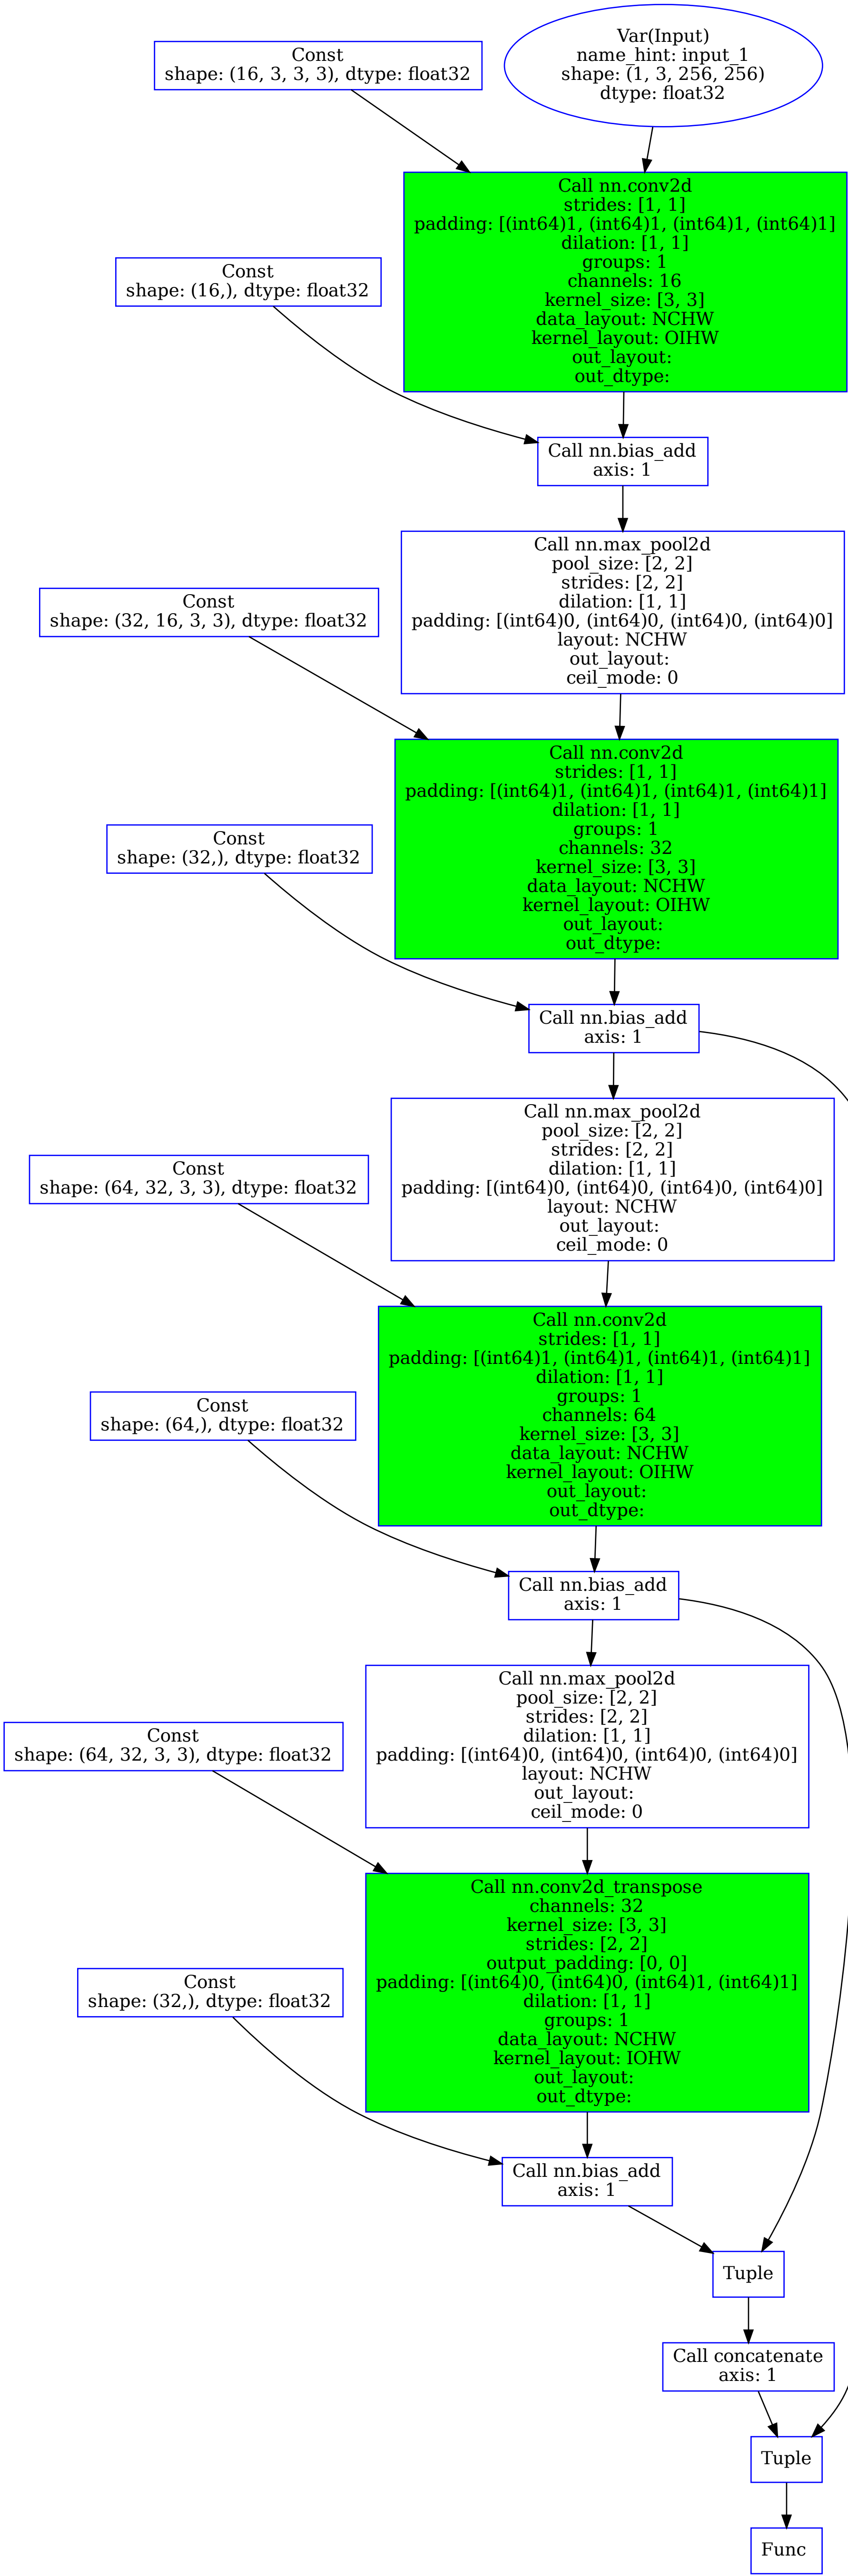 Var(Input)
name_hint: input_1
shape: (1, 3, 256, 256)
dtype: float32
Const
shape: (16, 3, 3, 3), dtype: float32
Call nn.conv2d
strides: [1, 1]
padding: [(int64)1, (int64)1, (int64)1, (int64)1]
dilation: [1, 1]
groups: 1
channels: 16
kernel_size: [3, 3]
data_layout: NCHW
kernel_layout: OIHW
out_layout:
out_dtype:
Const
shape: (16,), dtype: float32
Call nn.bias_add
axis: 1
Call nn.max_pool2d
pool_size: [2, 2]
strides: [2, 2]
dilation: [1, 1]
padding: [(int64)0, (int64)0, (int64)0, (int64)0]
layout: NCHW
out_layout:
ceil_mode: 0
Const
shape: (32, 16, 3, 3), dtype: float32
Call nn.conv2d
strides: [1, 1]
padding: [(int64)1, (int64)1, (int64)1, (int64)1]
dilation: [1, 1]
groups: 1
channels: 32
kernel_size: [3, 3]
data_layout: NCHW
kernel_layout: OIHW
out_layout:
out_dtype:
Const
shape: (32,), dtype: float32
Call nn.bias_add
axis: 1
Call nn.max_pool2d
pool_size: [2, 2]
strides: [2, 2]
dilation: [1, 1]
padding: [(int64)0, (int64)0, (int64)0, (int64)0]
layout: NCHW
out_layout:
ceil_mode: 0
Const
shape: (64, 32, 3, 3), dtype: float32
Call nn.conv2d
strides: [1, 1]
padding: [(int64)1, (int64)1, (int64)1, (int64)1]
dilation: [1, 1]
groups: 1
channels: 64
kernel_size: [3, 3]
data_layout: NCHW
kernel_layout: OIHW
out_layout:
out_dtype:
Const
shape: (64,), dtype: float32
Call nn.bias_add
axis: 1
Call nn.max_pool2d
pool_size: [2, 2]
strides: [2, 2]
dilation: [1, 1]
padding: [(int64)0, (int64)0, (int64)0, (int64)0]
layout: NCHW
out_layout:
ceil_mode: 0
Const
shape: (64, 32, 3, 3), dtype: float32
Call nn.conv2d_transpose
channels: 32
kernel_size: [3, 3]
strides: [2, 2]
output_padding: [0, 0]
padding: [(int64)0, (int64)0, (int64)1, (int64)1]
dilation: [1, 1]
groups: 1
data_layout: NCHW
kernel_layout: IOHW
out_layout:
out_dtype:
Const
shape: (32,), dtype: float32
Call nn.bias_add
axis: 1
Tuple
Call concatenate
axis: 1
Tuple
Func